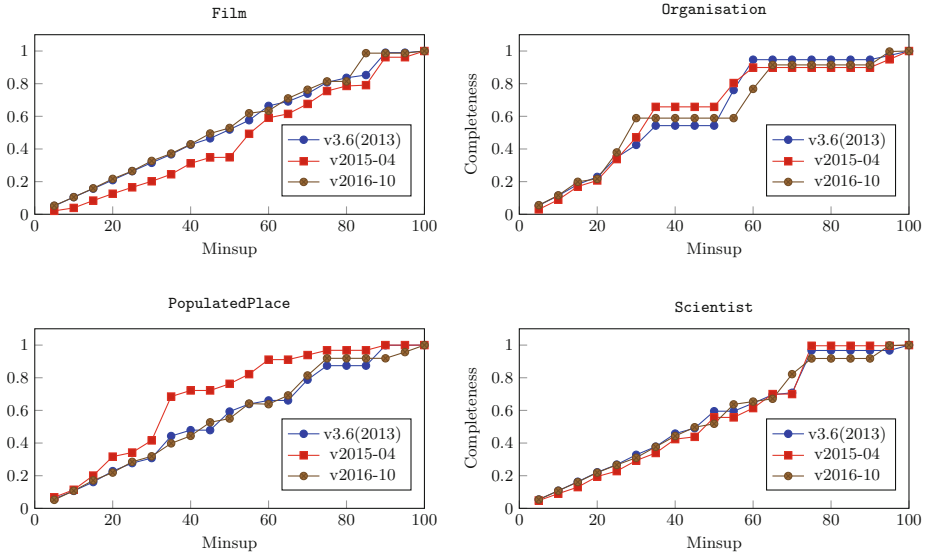 Film
1
0.8
0.6
0.4
0.2
0
0 20 40 60 80 100
Minsup
v3.6(2013)
v2015-04
v2016-10
Organisation
Completeness
1
0.8
0.6
0.4
0.2
0
0 20 40 60 80 100
Minsup
v3.6(2013)
v2015-04
v2016-10
PopulatedPlace
1
0.8
0.6
0.4
0.2
0
0 20 40 60 80 100
Minsup
v3.6(2013)
v2015-04
v2016-10
Scientist
Completeness
1
0.8
0.6
0.4
0.2
0
0 20 40 60 80 100
Minsup
v3.6(2013)
v2015-04
v2016-10